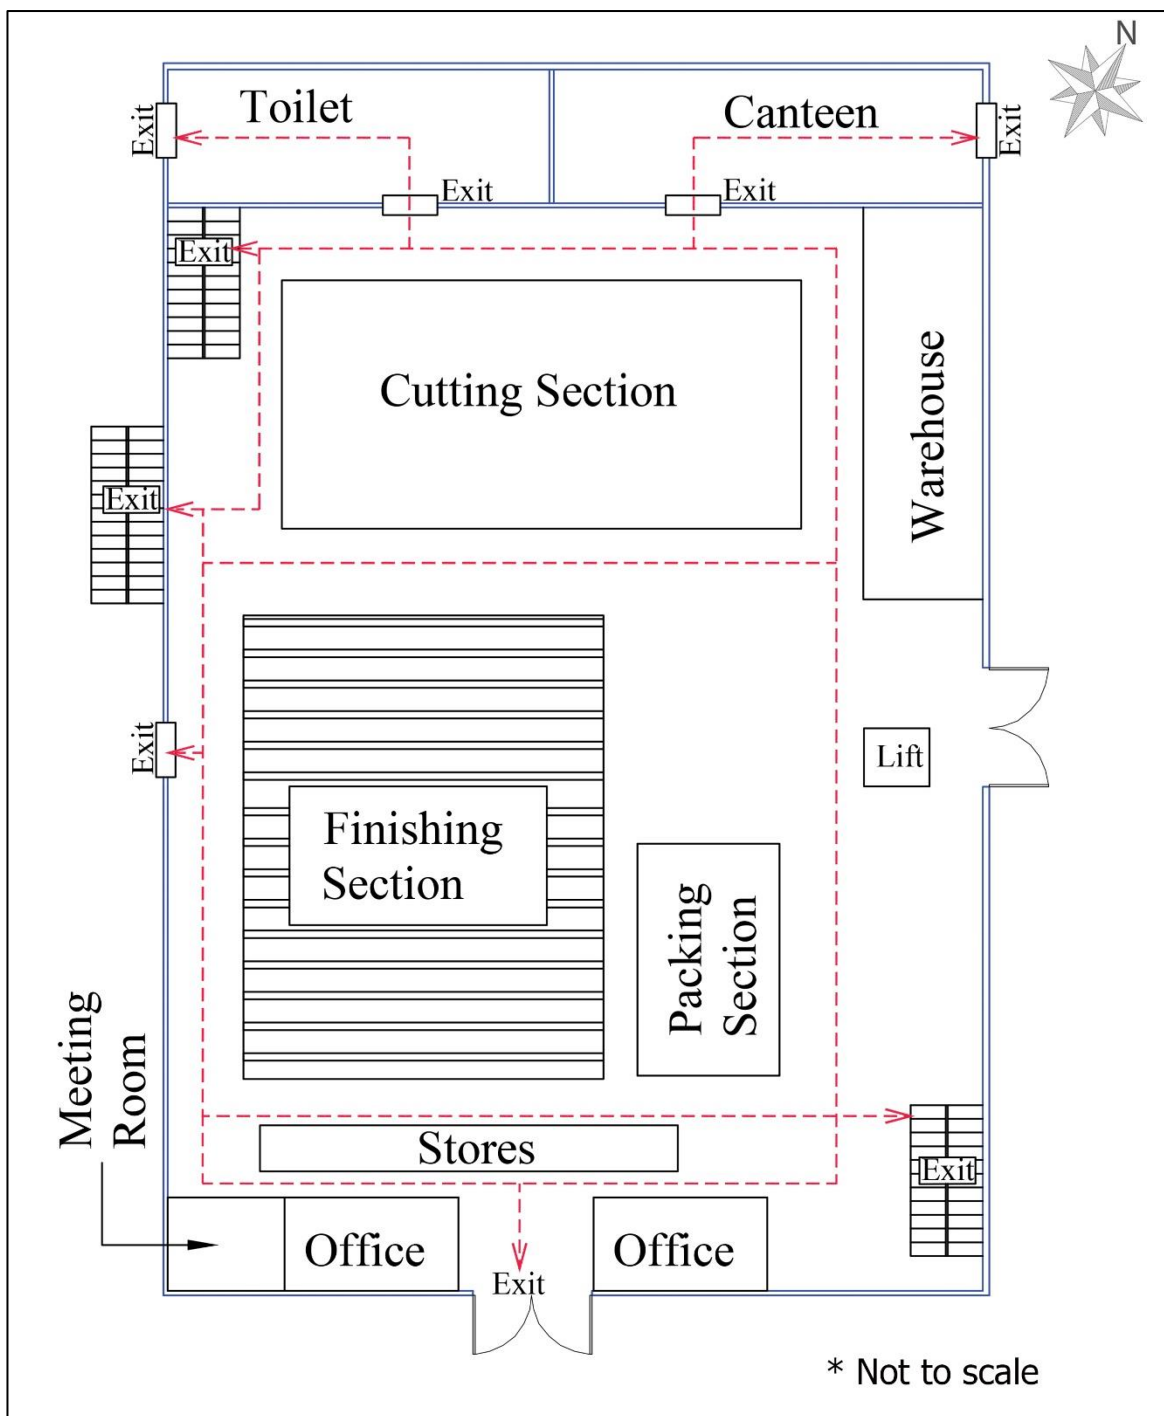 N
Toilet
Canteen
Exit
Exit
Exit
Exit
Exit
Cutting Section
Warehouse
Exit
Exit
Lift
Finishing
Section
Packing
Section
Meeting
Room
Stores
Exit
Office
Office
Exit
* Not to scale